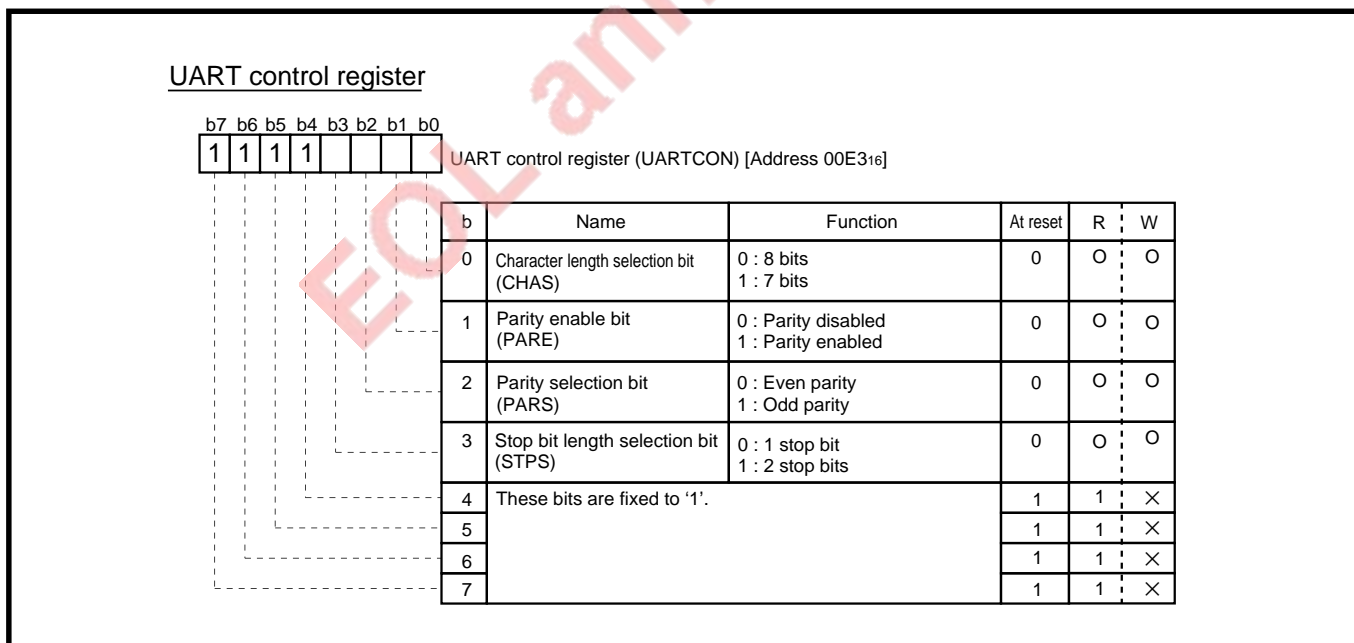 EOL ann
UART control register
b7 b6 b5 b4 b3 b2 b1 b0
1 1 1 1
UART control register (UARTCON) [Address 00E316]
b Name Function At reset R W
0 Character length selection bit 0 : 8 bits 0 O O
(CHAS) 1 : 7 bits
1 Parity enable bit 0 : Parity disabled 0 O O
(PARE) 1 : Parity enabled
2 Parity selection bit 0 : Even parity 0 O O
(PARS) 1 : Odd parity
3 Stop bit length selection bit 0 : 1 stop bit 0 O O
(STPS) 1 : 2 stop bits
4 These bits are fixed to ‘1’. 1 1 ×
5 1 1 ×
6 1 1 ×
7 1 1 ×